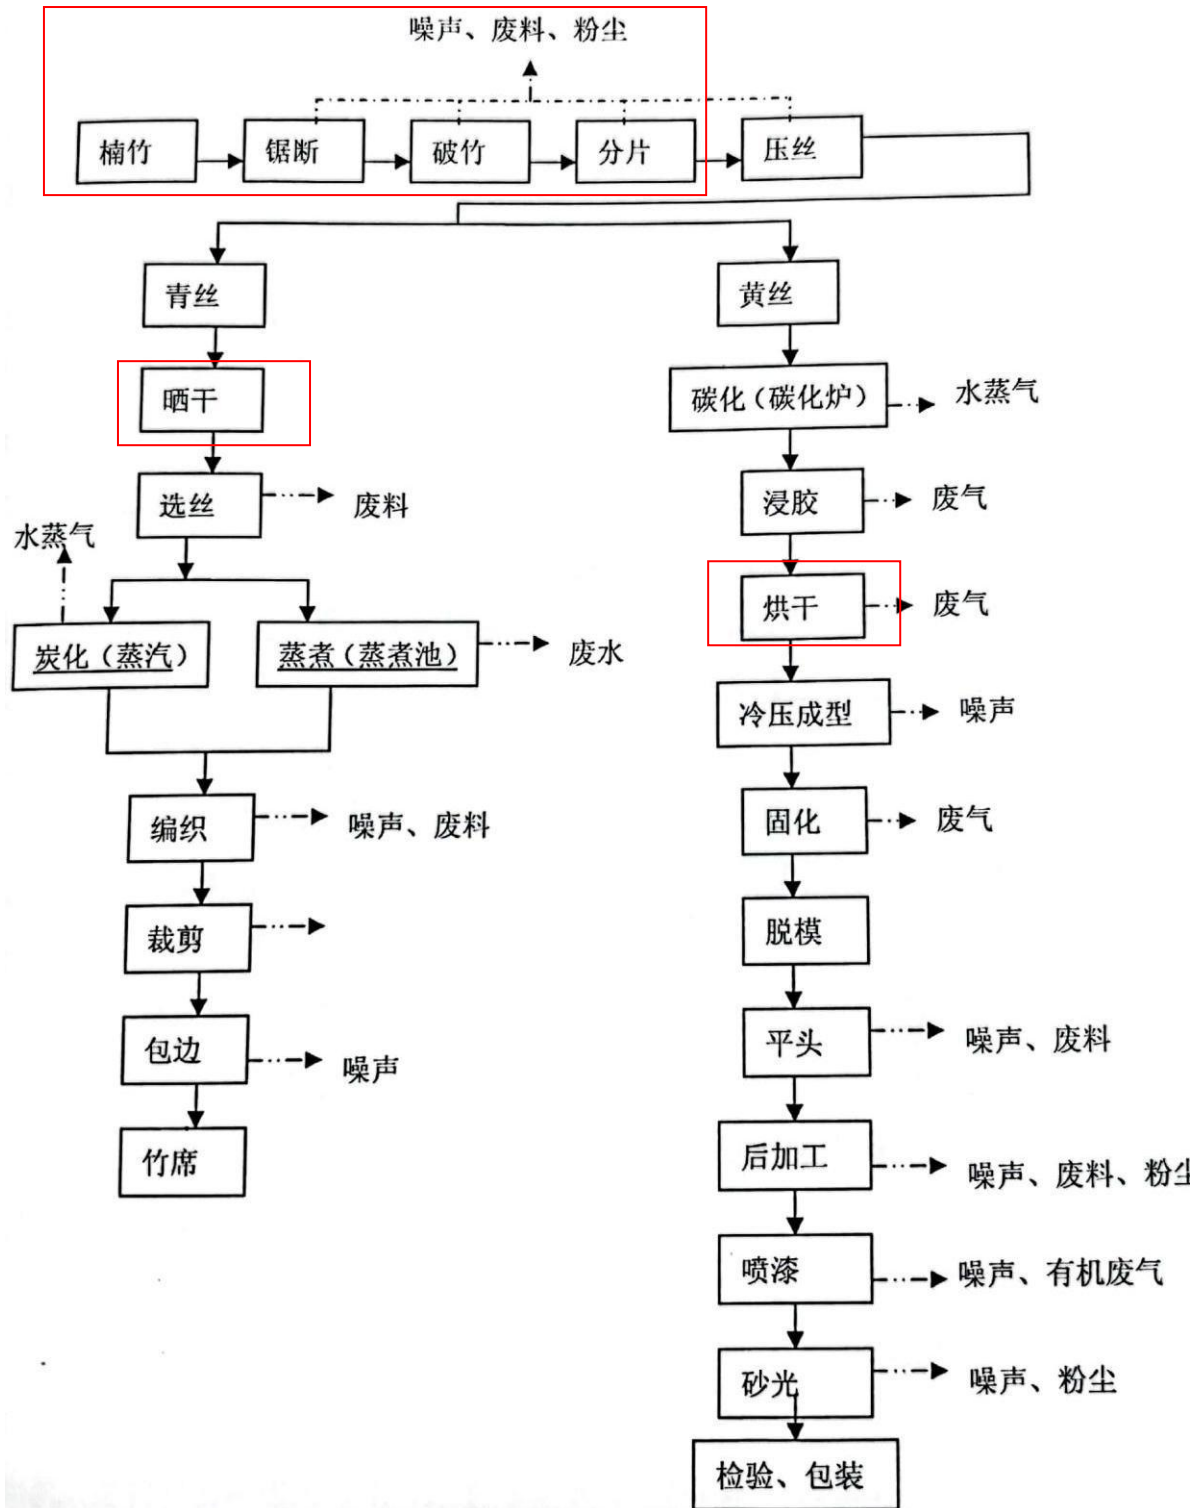 噪声、废料、粉尘
楠竹
锯断
破竹
分片
压丝
青丝
黄丝
晒干
碳化（碳化炉）
水蒸气
选丝
废料
浸胶
废气
水蒸气
烘干
废气
炭化（蒸汽）
蒸煮（蒸煮池）
废水
冷压成型
噪声
编织
噪声、废料
固化
废气
裁剪
脱模
包边
噪声
平头
噪声、废料
竹席
后加工
噪声、废料、粉尘
喷漆
噪声、有机废气
砂光
噪声、粉尘
检验、包装